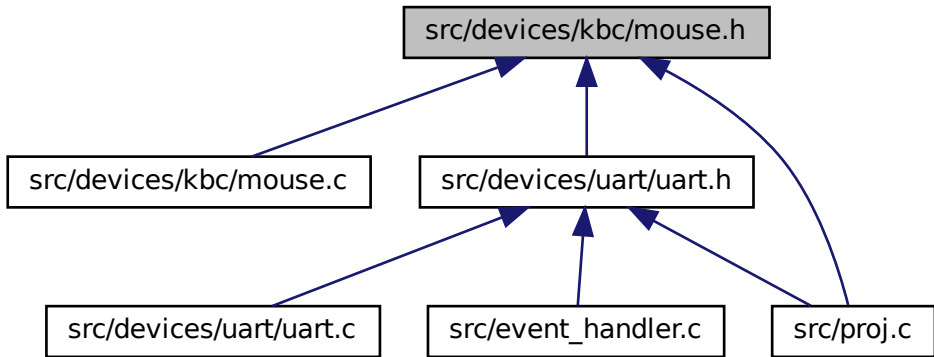 src/devices/kbc/mouse.h
src/devices/kbc/mouse.c
src/devices/uart/uart.h
src/devices/uart/uart.c
src/event_handler.c
src/proj.c